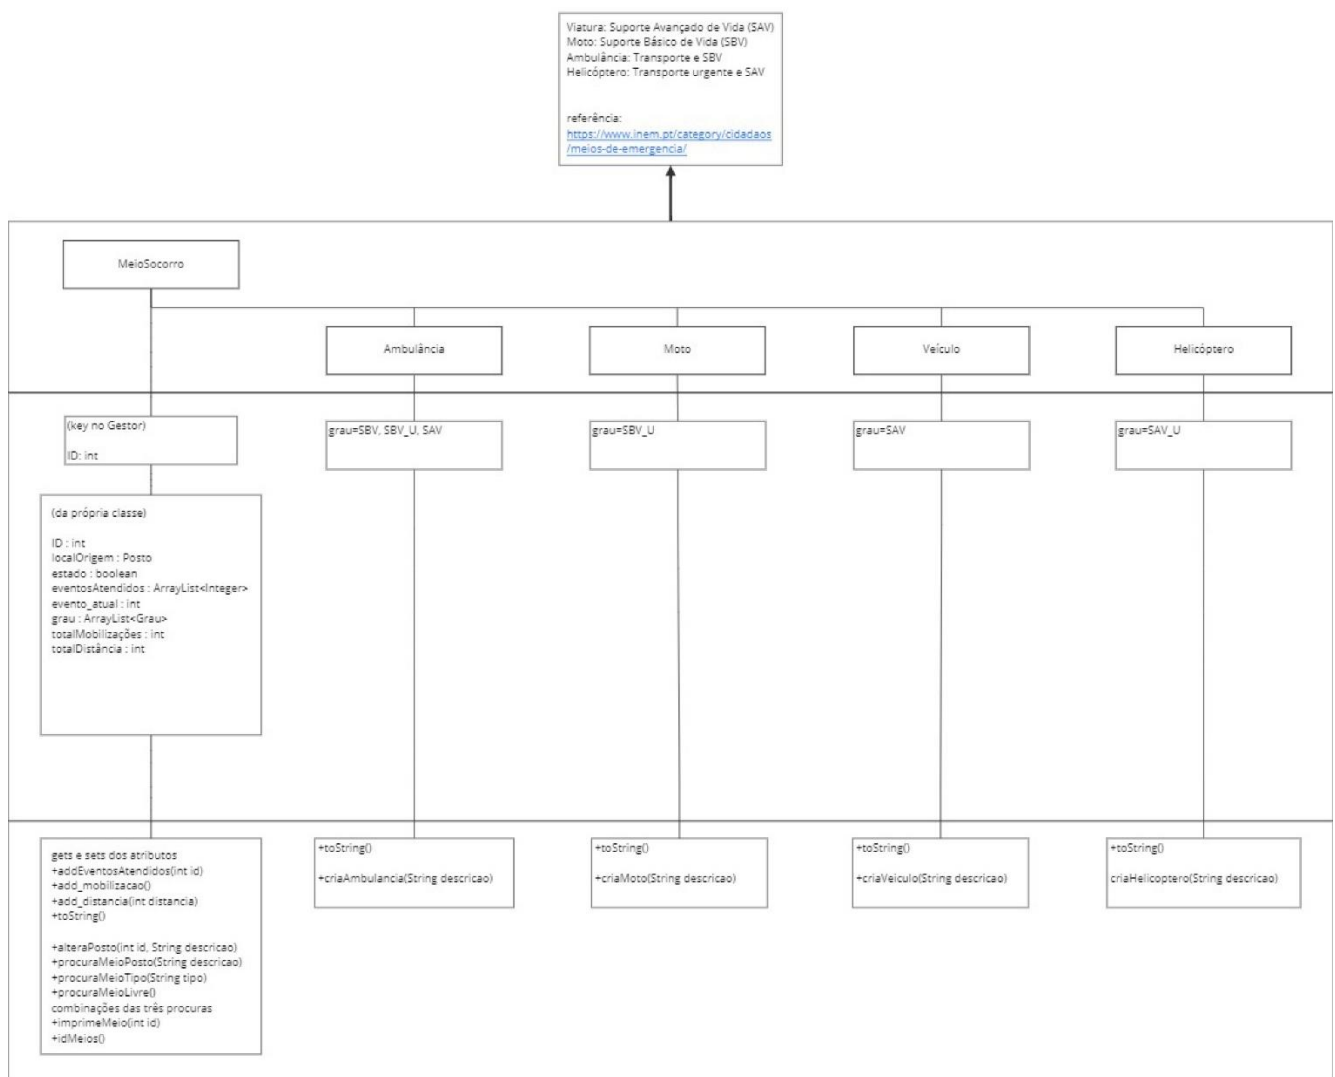 Viatura: Suporte Avançado de Vida (SAV)
Moto: Suporte Básico de Vida (SBV)
Ambulância: Transporte e SBV
Helicóptero: Transporte urgente e SAV
referência:
https://www.inem.pt/category/cidadaos
/meios-de-emergencia/
MeioSocorro
Ambulância
Moto
Veículo
Helicóptero
(key no Gestor)
ID: int
grau=SBV, SBV_U, SAV
grau=SBV_U
grau=SAV
grau=SAV_U
(da própria classe)
ID : int
localOrigem : Posto
estado : boolean
eventosAtendidos : ArrayList<Integer>
evento_atual : int
grau : ArrayList<Grau>
totalMobilizações : int
totalDistância : int
gets e sets dos atributos
+addEventosAtendidos(int id)
+add_mobilizacao()
+add_distancia(int distancia)
+toString()
+alteraPosto(int id, String descricao)
+procuraMeioPosto(String descricao)
+procuraMeioTipo(String tipo)
+procuraMeioLivre()
combinações das três procuras
+imprimeMeio(int id)
+idMeios()
+toString()
+criaAmbulancia(String descricao)
+toString()
+criaMoto(String descricao)
+toString()
+criaVeiculo(String descricao)
+toString()
criaHelicoptero(String descricao)